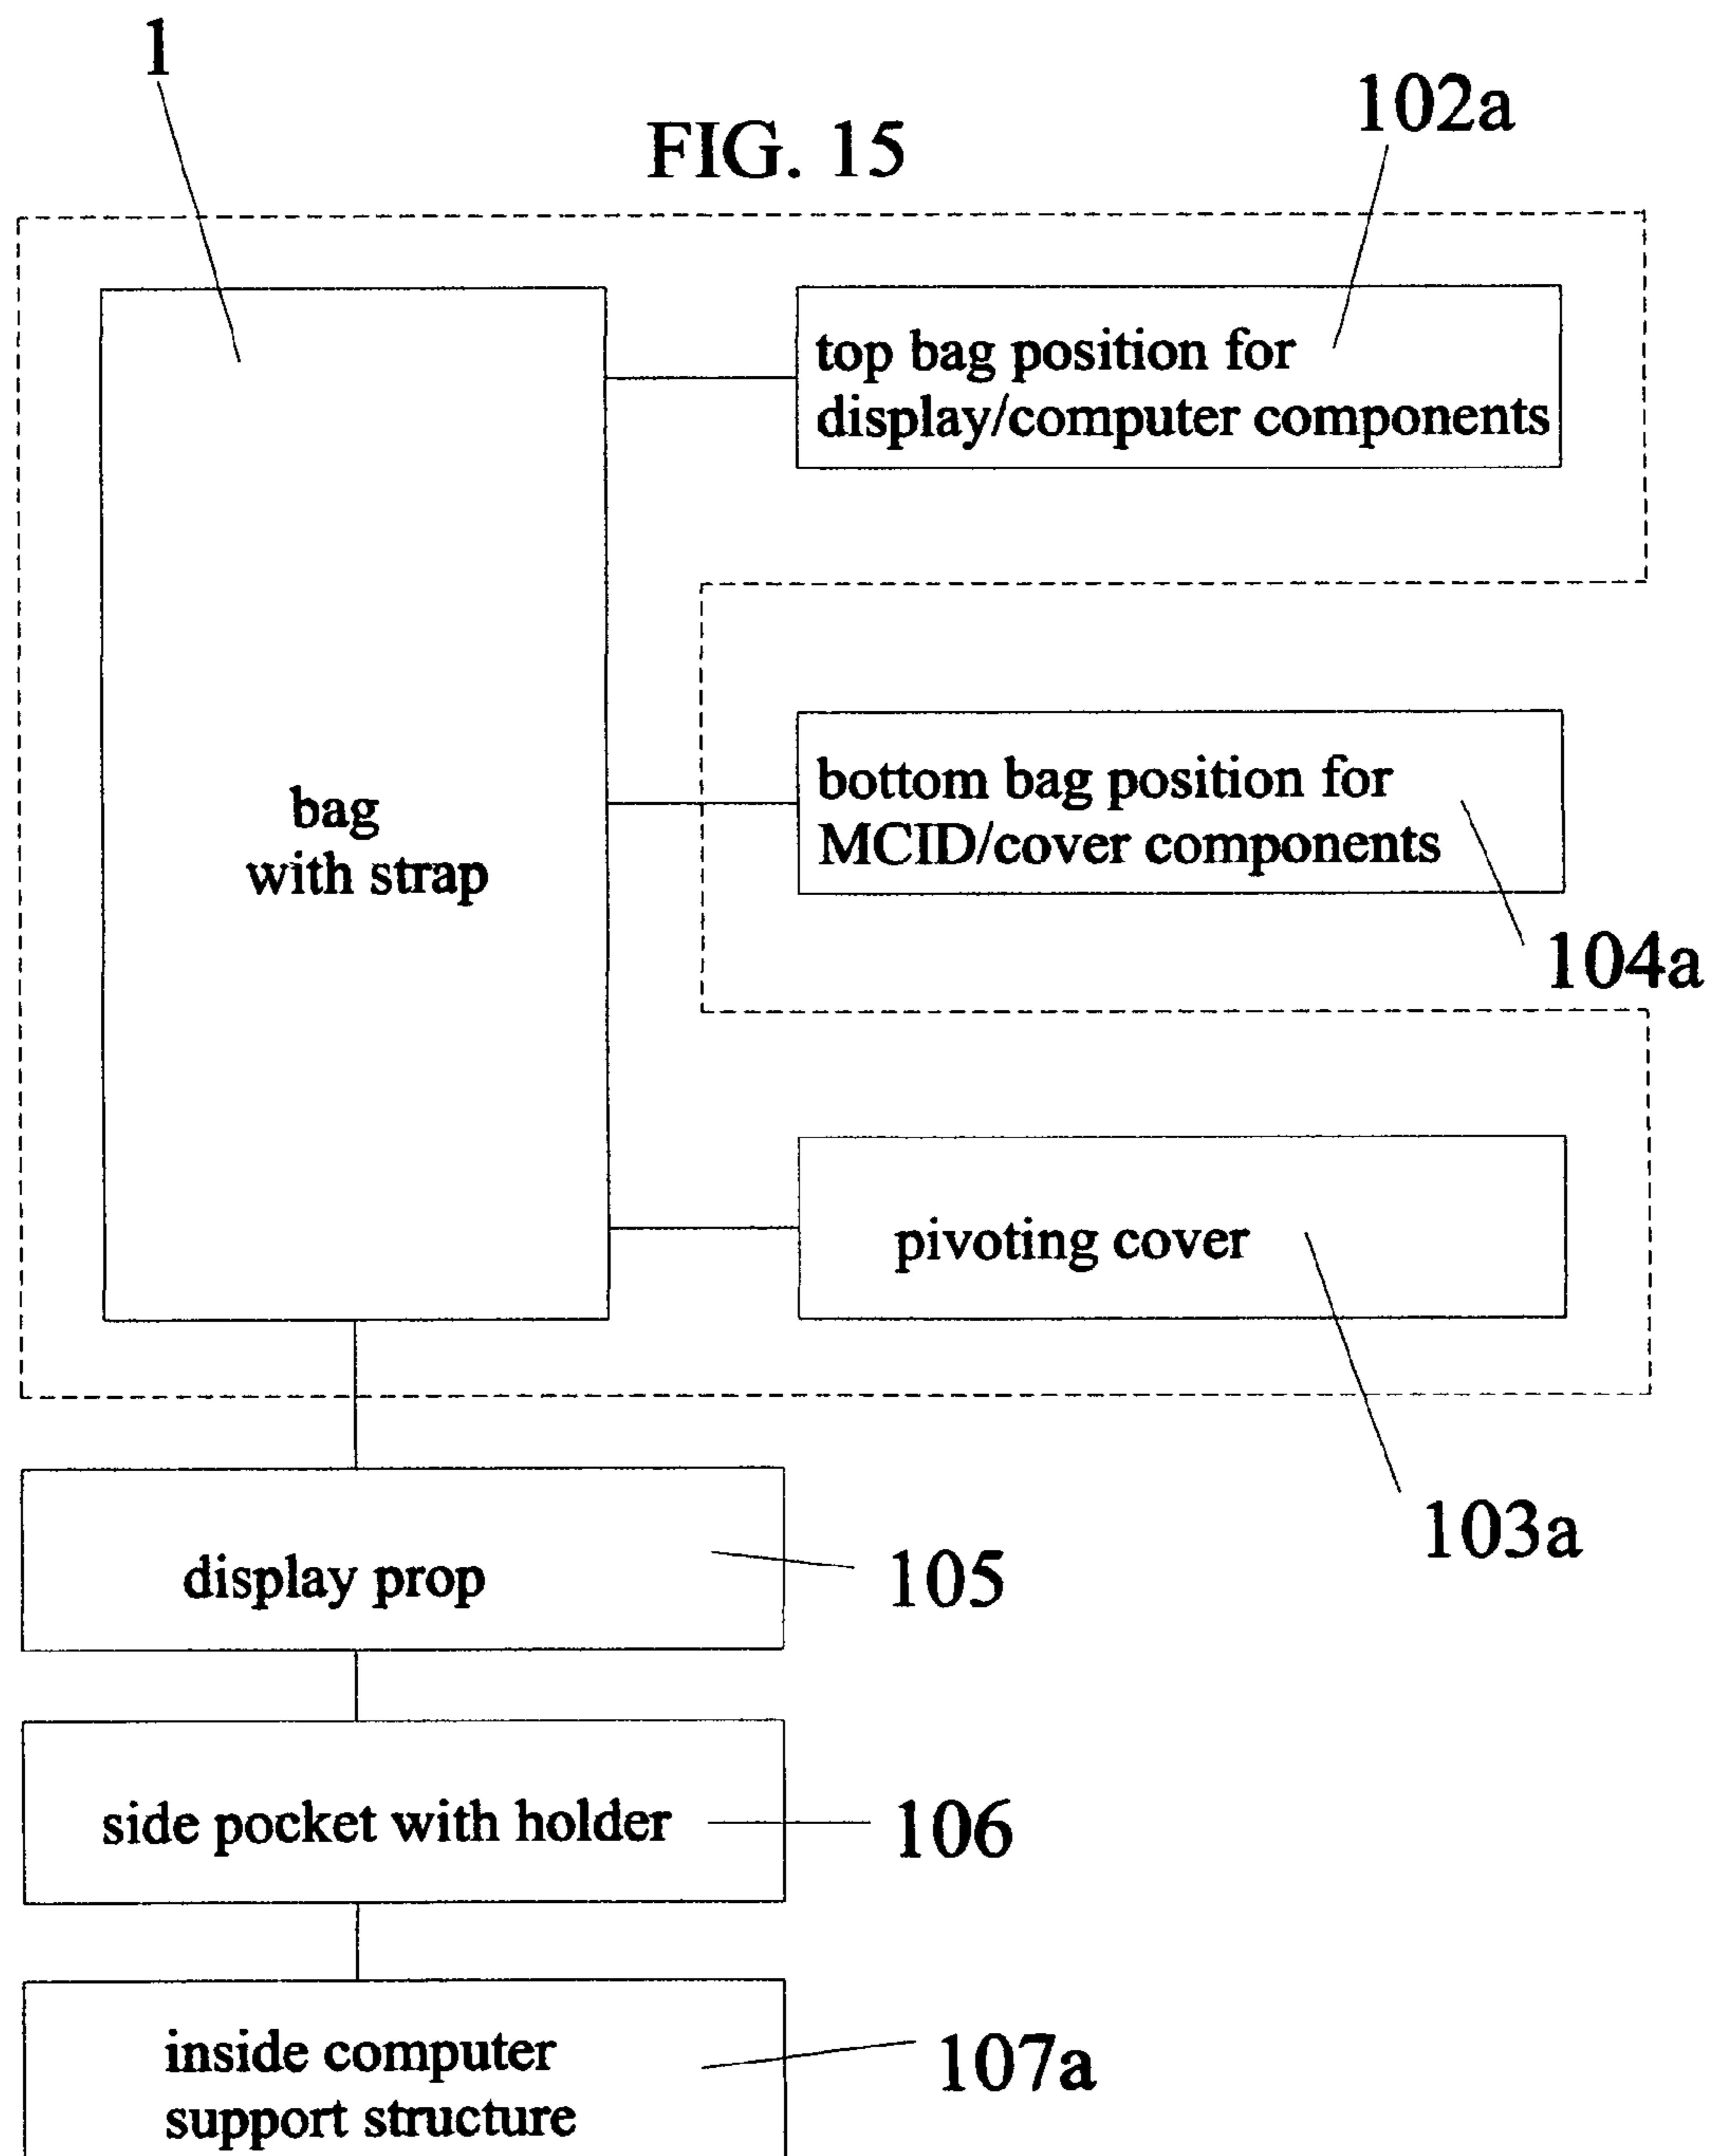 1
FIG. 15
102a
top bag position for
display/computer components
bag
with strap
bottom bag position for
MCID/cover components
104a
pivoting cover
103a
display prop
105
side pocket with holder
106
inside computer
support structure
107a